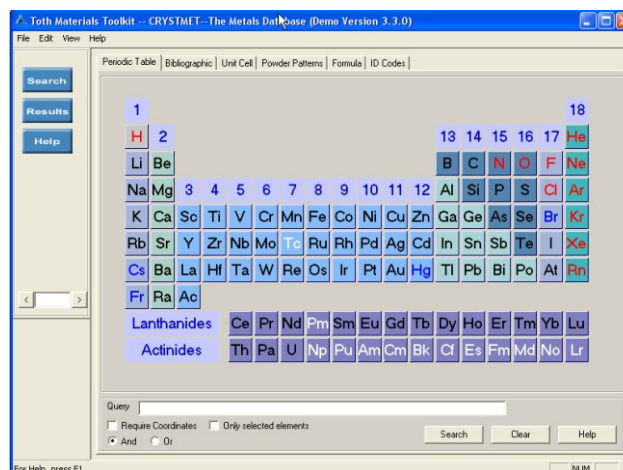 Toth Materials Toolkit -- CRYSTMET--The Metals Database (Demo Version 3.3.0)
File Edit View Help
Periodic Table Bibliographic Unit Cell Powder Patterns Formula ID Codes
Search
Results
Help
1 18
H 2 13 14 15 16 17 He
Li Be B C N O F Ne
Na Mg 3 4 5 6 7 8 9 10 11 12 Al Si P S Cl Ar
K Ca Sc Ti V Cr Mn Fe Co Ni Cu Zn Ga Ge As Se Br Kr
Rb Sr Y Zr Nb Mo Tc Ru Rh Pd Ag Cd In Sn Sb Te I Xe
Cs Ba La Hf Ta W Re Os Ir Pt Au Hg Tl Pb Bi Po At Rn
Fr Ra Ac
Lanthanides Ce Pr Nd Pm Sm Eu Gd Tb Dy Ho Er Tm Yb Lu
Actinides Th Pa U Np Pu Am Cm Bk Cf Es Fm Md No Lr
Query
Require Coordinates Only selected elements
And Or Search Clear Help
For Help, press F1 NUM